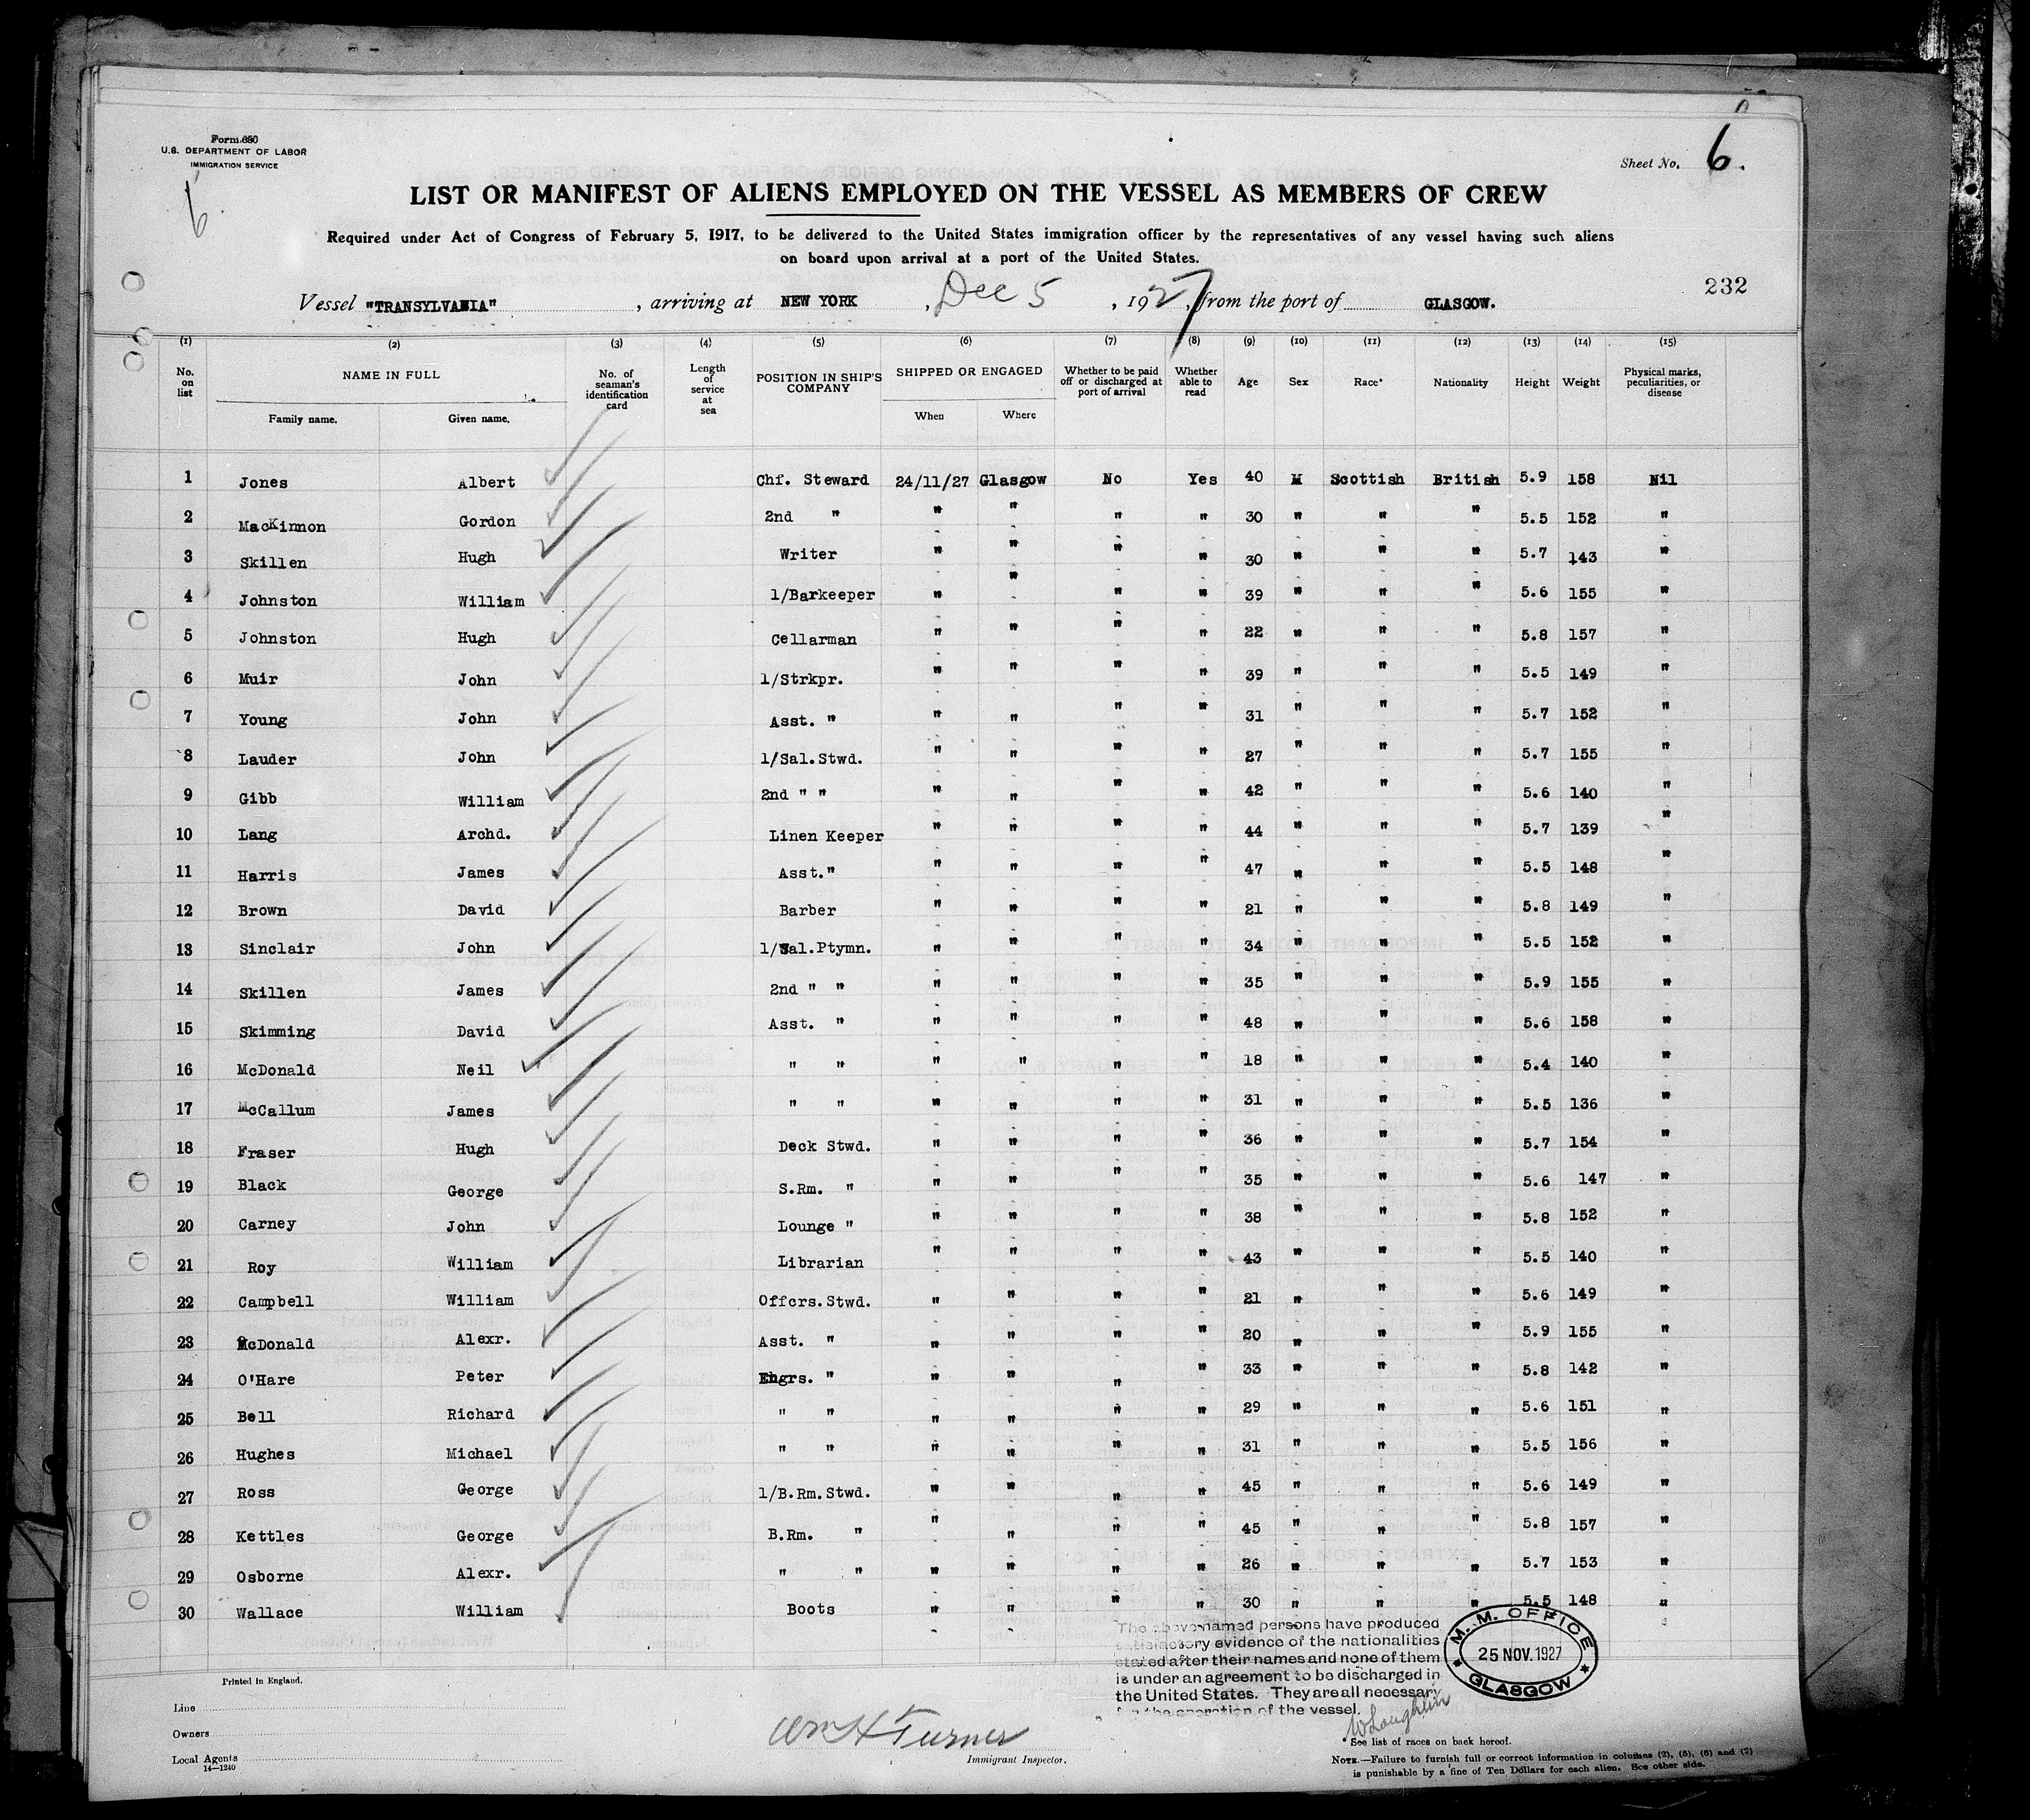 Form 680
U.S. DEPARTMENT OF LABOR
IMMIGRATION SERVICE
6
Sheet No. 6.
LIST OR MANIFEST OF ALIENS EMPLOYED ON THE VESSEL AS MEMBERS OF CREW
Required under Act of Congress of February 5, 1917, to be delivered to the United States immigration officer by the representatives of any vessel having such aliens
on board upon arrival at a port of the United States.
232
Vessel "TRANSYLVANIA", arriving at NEW YORK, Dec 5, 1927, from the port of GLASGOW.
(1) (2) (3) (4) (5) (6) (7) (8) (9) (10) (11) (12) (13) (14) (15)
No. on list NAME IN FULL No. of seaman's identification card Length of service at sea POSITION IN SHIP'S COMPANY SHIPPED OR ENGAGED Whether to be paid off or discharged at port of arrival Whether able to read Age Sex Race* Nationality Height Weight Physical marks, peculiarities, or disease
Family name. Given name. When Where
1 Jones Albert Chf. Steward 24/11/27 Glasgow No Yes 40 M Scottish British 5.9 158 Nil
2 MacKinnon Gordon 2nd " " " " " 30 " " " 5.5 152 "
3 Skillen Hugh Writer " " " " 30 " " " 5.7 143 "
4 Johnston William 1/Barkeeper " " " " 39 " " " 5.6 155 "
5 Johnston Hugh Cellarman " " " " 22 " " " 5.8 157 "
6 Muir John 1/Strkpr. " " " " 39 " " " 5.5 149 "
7 Young John Asst. " " " " " 31 " " " 5.7 152 "
8 Lauder John 1/Sal.Stwd. " " " " 27 " " " 5.7 155 "
9 Gibb William 2nd " " " " " " 42 " " " 5.6 140 "
10 Lang Archd. Linen Keeper " " " " 44 " " " 5.7 139 "
11 Harris James Asst." " " " " 47 " " " 5.5 148 "
12 Brown David Barber " " " " 21 " " " 5.8 149 "
13 Sinclair John 1/Sal.Ptymn. " " " " 34 " " " 5.5 152 "
14 Skillen James 2nd " " " " " " 35 " " " 5.9 155 "
15 Skimming David Asst. " " " " " 48 " " " 5.6 158 "
16 McDonald Neil " " " " " " 18 " " " 5.4 140 "
17 McCallum James " " " " " " 31 " " " 5.5 136 "
18 Fraser Hugh Deck Stwd. " " " " 36 " " " 5.7 154 "
19 Black George S.Rm. " " " " " 35 " " " 5.6 147 "
20 Carney John Lounge " " " " " 38 " " " 5.8 152 "
21 Roy William Librarian " " " " 43 " " " 5.5 140 "
22 Campbell William Offcrs.Stwd. " " " " 21 " " " 5.6 149 "
23 McDonald Alexr. Asst. " " " " " 20 " " " 5.9 155 "
24 O'Hare Peter Engrs. " " " " " 33 " " " 5.8 142 "
25 Bell Richard " " " " " " 29 " " " 5.6 151 "
26 Hughes Michael " " " " " " 31 " " " 5.5 156 "
27 Ross George 1/B.Rm.Stwd. " " " " 45 " " " 5.6 149 "
28 Kettles George B.Rm. " " " " " 45 " " " 5.8 157 "
29 Osborne Alexr. " " " " " " 26 " " " 5.7 153 "
30 Wallace William Boots " " " " 30 " " " 5.5 148 "
The above-named persons have produced
satisfactory evidence of the nationalities
stated after their names and none of them
is under an agreement to be discharged in
the United States. They are all necessary
for the operation of the vessel.
M. M. OFFICE
25 NOV. 1927
GLASGOW
Printed in England.
Line
Owners
Local Agents
14—1240
Wm H Turner
Immigrant Inspector.
* See list of races on back hereof.
NOTE.—Failure to furnish full or correct information in columns (2), (5), (6) and (7)
is punishable by a fine of Ten Dollars for each alien. See other side.